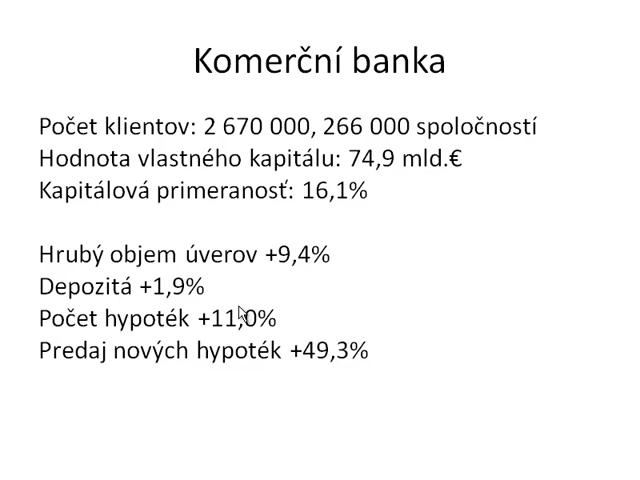 Komerční banka
Počet klientov: 2 670 000, 266 000 spoločností
Hodnota vlastného kapitálu: 74,9 mld.€
Kapitálová primeranosť: 16,1%
Hrubý objem úverov +9,4%
Depozitá +1,9%
Počet hypoték +11,0%
Predaj nových hypoték +49,3%